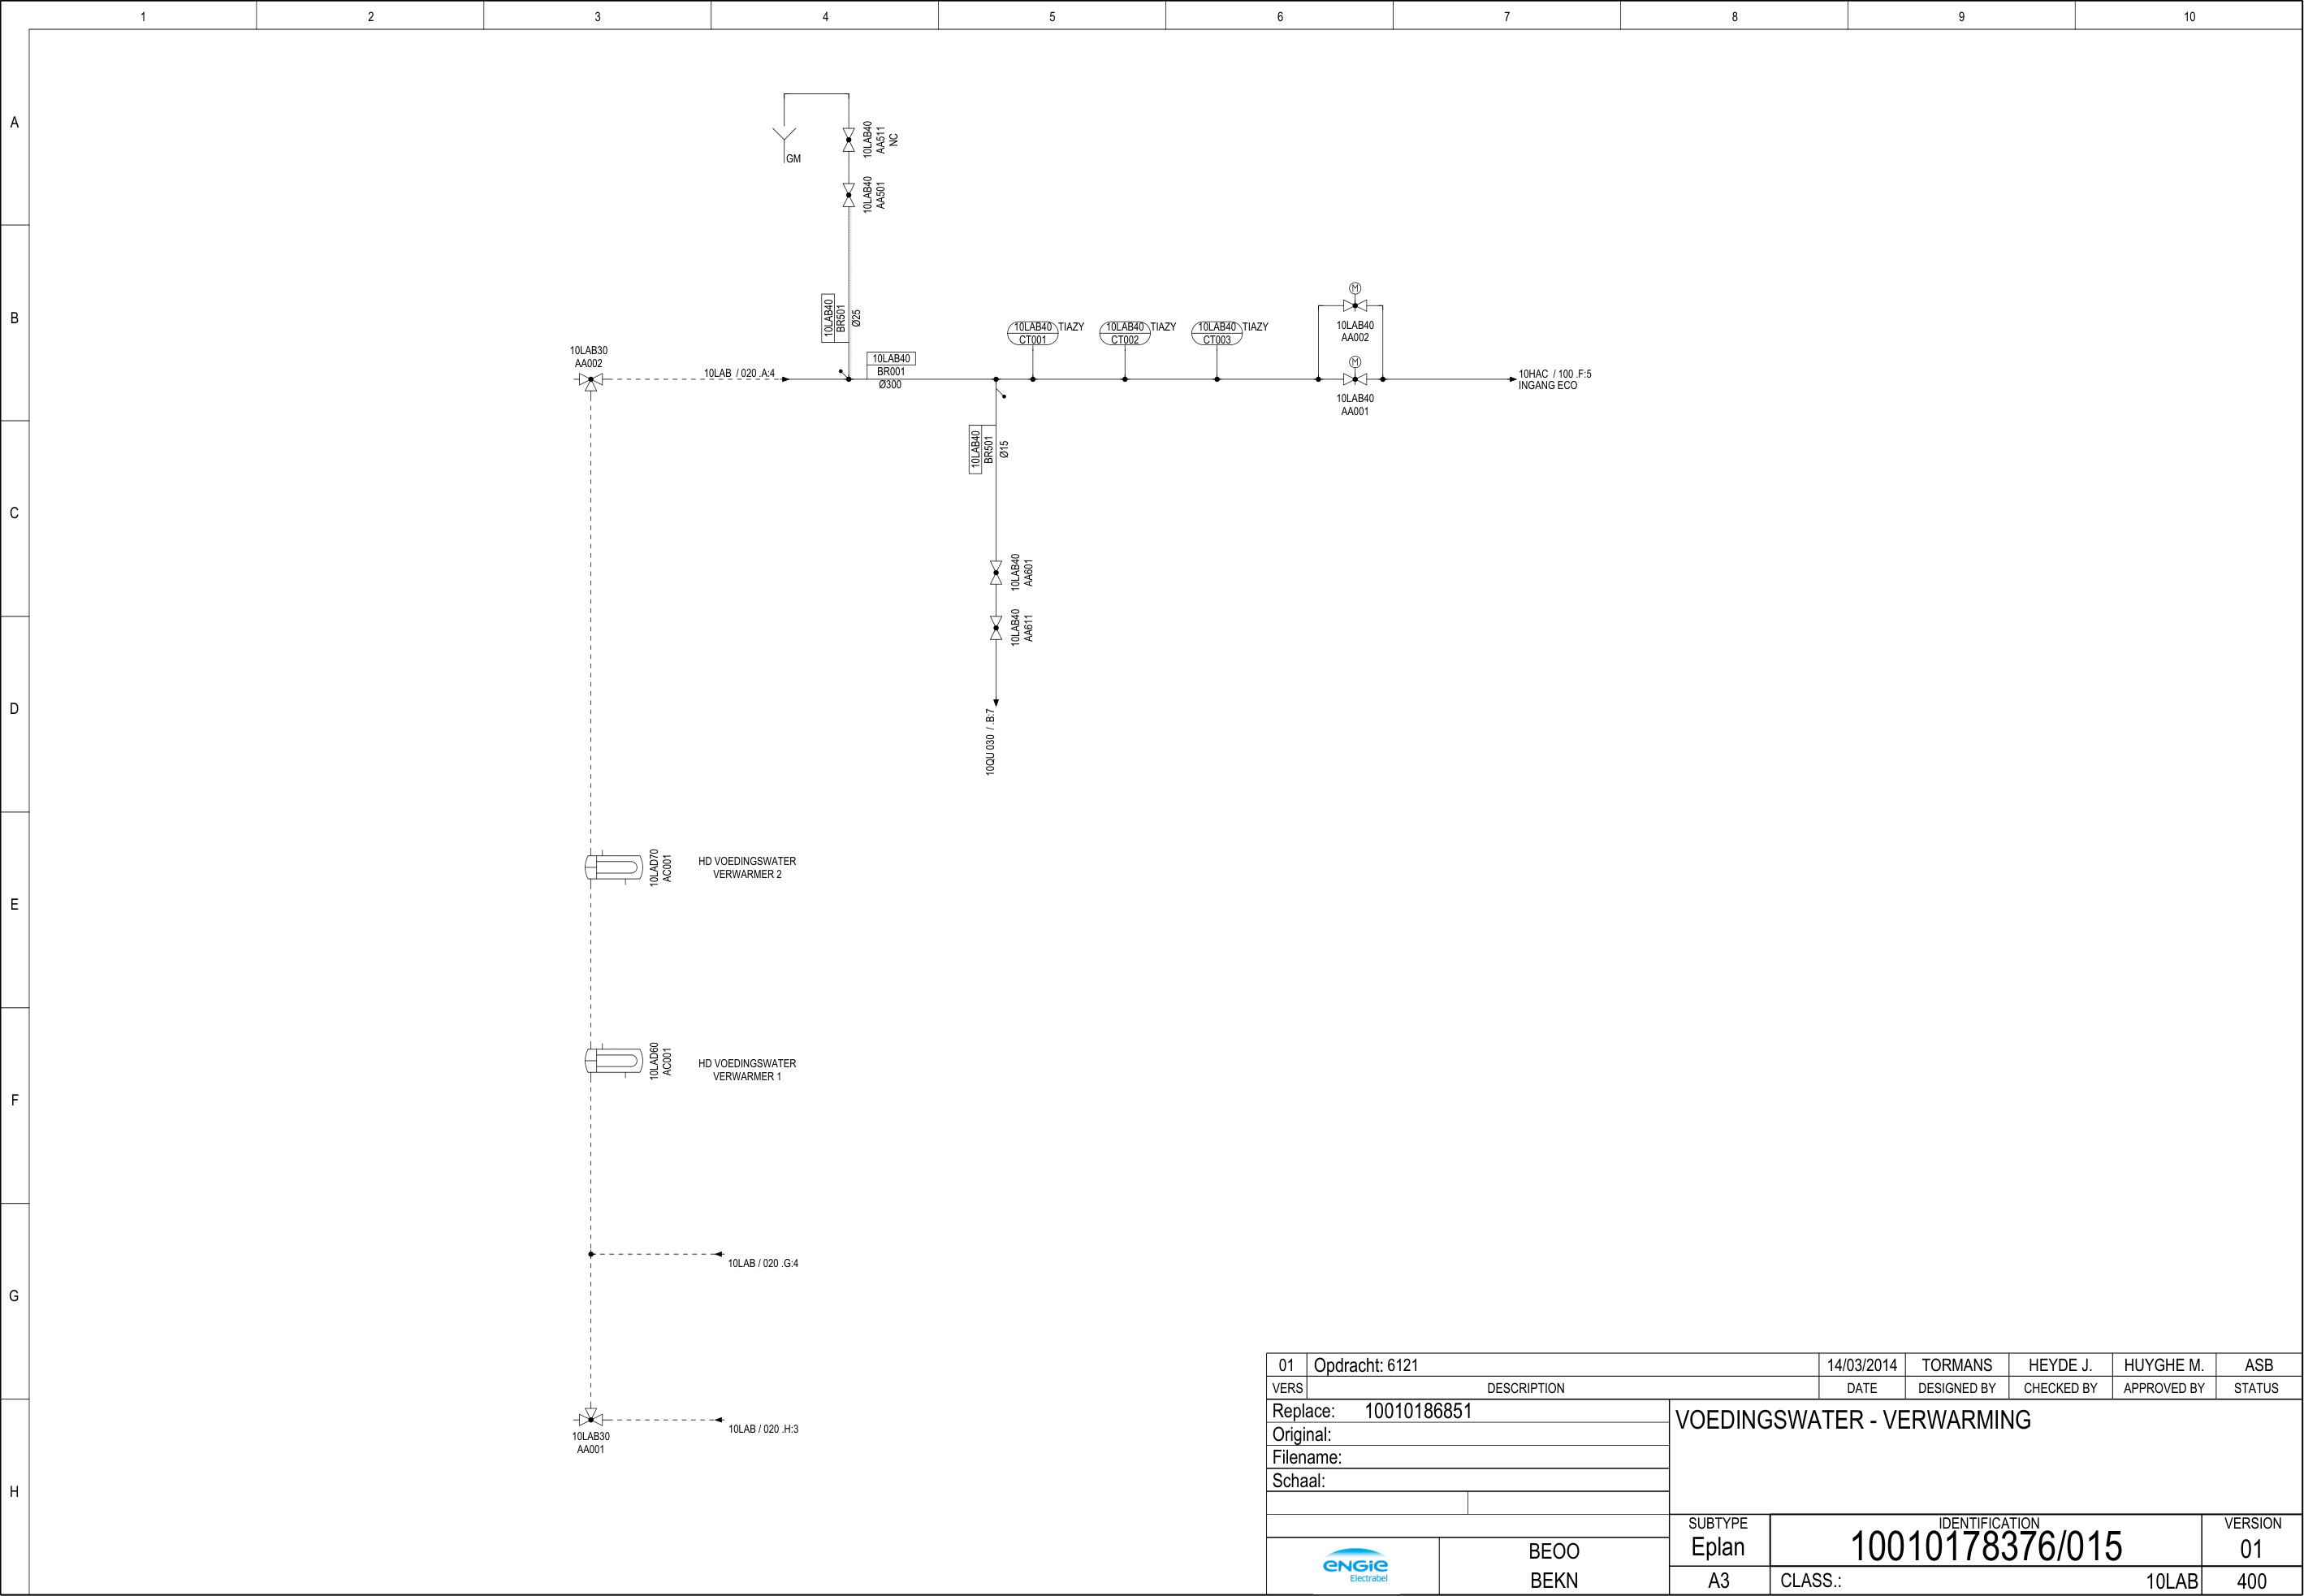 1 2 3 4 5 6 7 8 9 10
A
B
C
D
E
F
G
H
GM
10LAB40
AA511
NC
10LAB40
AA501
10LAB40
BR501
Ø25
10LAB40
BR001
Ø300
10LAB30
AA002
10LAB / 020 .A:4
10LAB40 TIAZY
CT001
10LAB40 TIAZY
CT002
10LAB40 TIAZY
CT003
M
10LAB40
AA002
M
10LAB40
AA001
10HAC / 100 .F:5
INGANG ECO
10LAB40
BR501
Ø15
10LAB40
AA601
10LAB40
AA611
10QU 030 / .B:7
10LAD70
AC001
HD VOEDINGSWATER
VERWARMER 2
10LAD60
AC001
HD VOEDINGSWATER
VERWARMER 1
10LAB / 020 .G:4
10LAB / 020 .H:3
10LAB30
AA001
01 Opdracht: 6121 14/03/2014 TORMANS HEYDE J. HUYGHE M. ASB
VERS DESCRIPTION DATE DESIGNED BY CHECKED BY APPROVED BY STATUS
Replace: 10010186851
Original:
Filename:
Schaal:
VOEDINGSWATER - VERWARMING
ENGIE
Electrabel
BEOO
BEKN
SUBTYPE
Eplan
A3
IDENTIFICATION
10010178376/015
CLASS.: 10LAB
VERSION
01
400